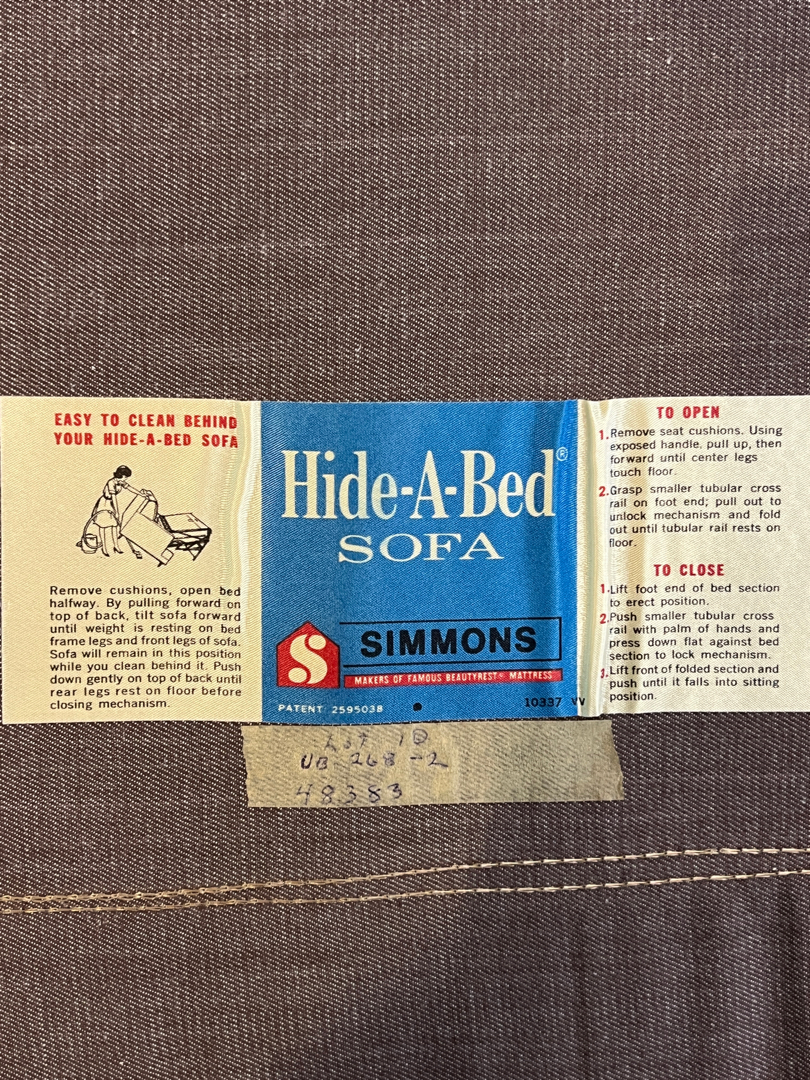 EASY TO CLEAN BEHIND
YOUR HIDE-A-BED SOFA
Remove cushions, open bed
halfway. By pulling forward on
top of back, tilt sofa forward
until weight is resting on bed
frame legs and front legs of sofa.
Sofa will remain in this position
while you clean behind it. Push
down gently on top of back until
rear legs rest on floor before
closing mechanism.
Hide-A-Bed®
SOFA
S
SIMMONS
MAKERS OF FAMOUS BEAUTYREST® MATTRESS
PATENT 2595038
10337 VV
TO OPEN
1.Remove seat cushions. Using
exposed handle, pull up, then
forward until center legs
touch floor.
2.Grasp smaller tubular cross
rail on foot end; pull out to
unlock mechanism and fold
out until tubular rail rests on
floor.
TO CLOSE
1.Lift foot end of bed section
to erect position.
2.Push smaller tubular cross
rail with palm of hands and
press down flat against bed
section to lock mechanism.
3.Lift front of folded section and
push until it falls into sitting
position.
UB 268-2
48383